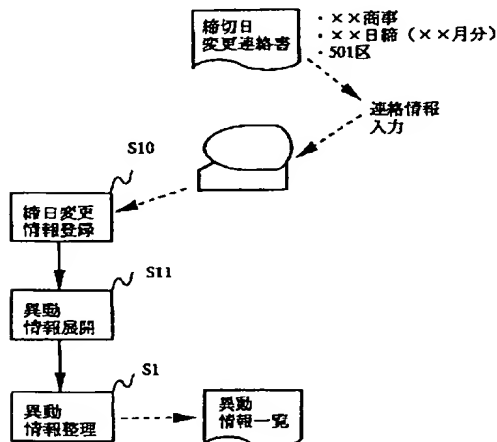 締切日
変更連絡書
・××商事
・××日締（××月分）
・501区
連絡情報
入力
S10
締日変更
情報登録
S11
異動
情報展開
S1
異動
情報整理
異動
情報一覧